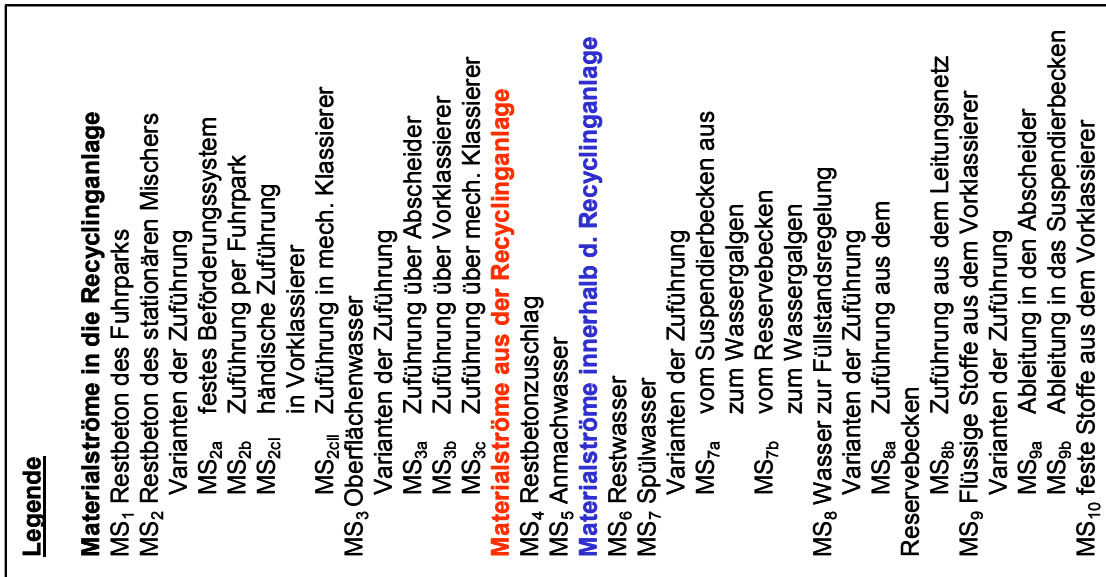 Legende
Materialströme in die Recyclinganlage
MS1 Restbeton des Fuhrparks
MS2 Restbeton des stationären Mischers
Varianten der Zuführung
MS2a festes Beförderungssystem
MS2b Zuführung per Fuhrpark
MS2cI händische Zuführung
in Vorklassierer
MS2cII Zuführung in mech. Klassierer
MS3 Oberflächenwasser
Varianten der Zuführung
MS3a Zuführung über Abscheider
MS3b Zuführung über Vorklassierer
MS3c Zuführung über mech. Klassierer
Materialströme aus der Recyclinganlage
MS4 Restbetonzuschlag
MS5 Anmachwasser
Materialströme innerhalb d. Recyclinganlage
MS6 Restwasser
MS7 Spülwasser
Varianten der Zuführung
MS7a vom Suspendierbecken aus
zum Wassergalgen
MS7b vom Reservebecken
zum Wassergalgen
MS8 Wasser zur Füllstandsregelung
Varianten der Zuführung
MS8a Zuführung aus dem
Reservebecken
MS8b Zuführung aus dem Leitungsnetz
MS9 Flüssige Stoffe aus dem Vorklassierer
Varianten der Zuführung
MS9a Ableitung in den Abscheider
MS9b Ableitung in das Suspendierbecken
MS10 feste Stoffe aus dem Vorklassierer